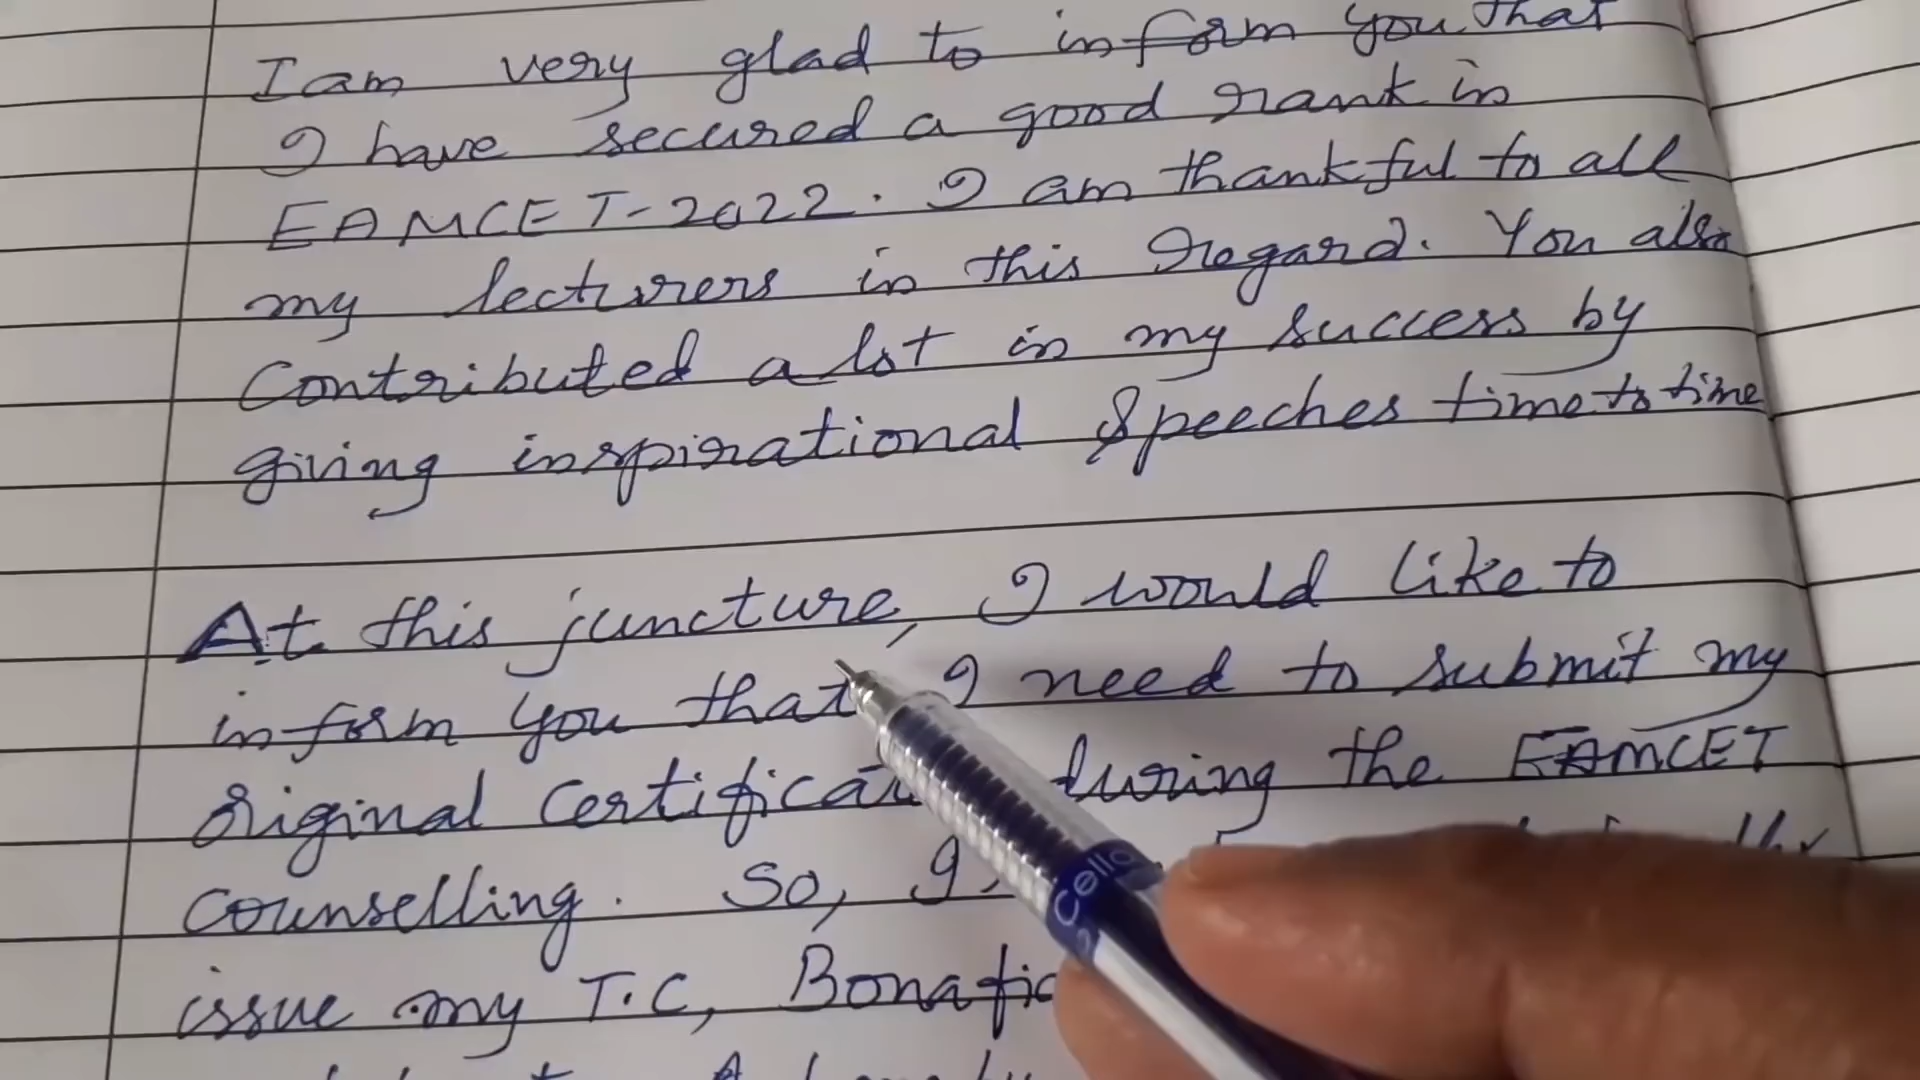 I am very glad to inform you that
I have secured a good rank in
EAMCET-2022. I am thankful to all
my lecturers in this regard. You also
contributed a lot in my success by
giving inspirational speeches time to time
At this juncture, I would like to
inform you that I need to submit my
original certificat during the EAMCET
counselling. So, I
issue my T.C, Bonafi
Cello